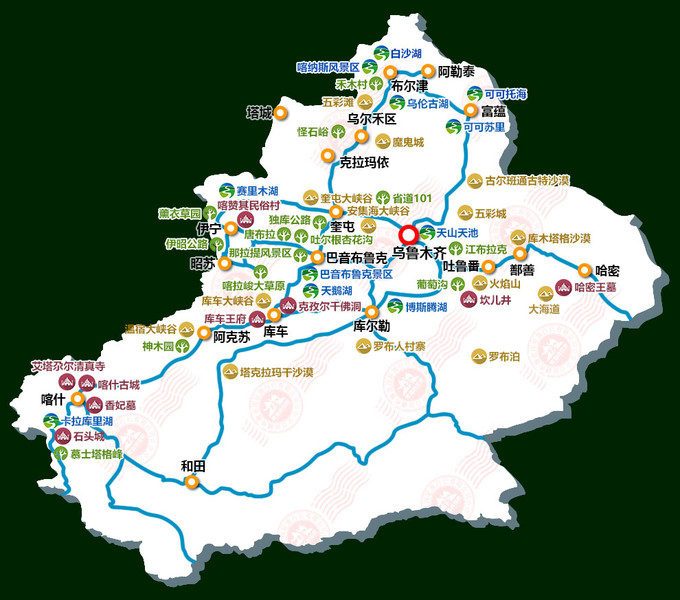 白沙湖
喀纳斯风景区
阿勒泰
禾木村
布尔津
可可托海
五彩滩
乌伦古湖
富蕴
塔城
乌尔禾区
可可苏里
怪石峪
魔鬼城
克拉玛依
古尔班通古特沙漠
赛里木湖
奎屯大峡谷
省道101
喀赞其民俗村
薰衣草园
安集海大峡谷
五彩城
独库公路
奎屯
伊宁
唐布拉
吐尔根杏花沟
天山天池
库木塔格沙漠
伊昭公路
那拉提风景区
乌鲁木齐
江布拉克
昭苏
巴音布鲁克
吐鲁番
鄯善
哈密
喀拉峻大草原
巴音布鲁克景区
葡萄沟
火焰山
哈密王墓
天鹅湖
库车大峡谷
克孜尔千佛洞
博斯腾湖
坎儿井
大海道
库车王府
温宿大峡谷
阿克苏
库车
库尔勒
神木园
罗布人村寨
罗布泊
艾塔尕尔清真寺
塔克拉玛干沙漠
喀什古城
喀什
香妃墓
卡拉库里湖
石头城
慕士塔格峰
和田